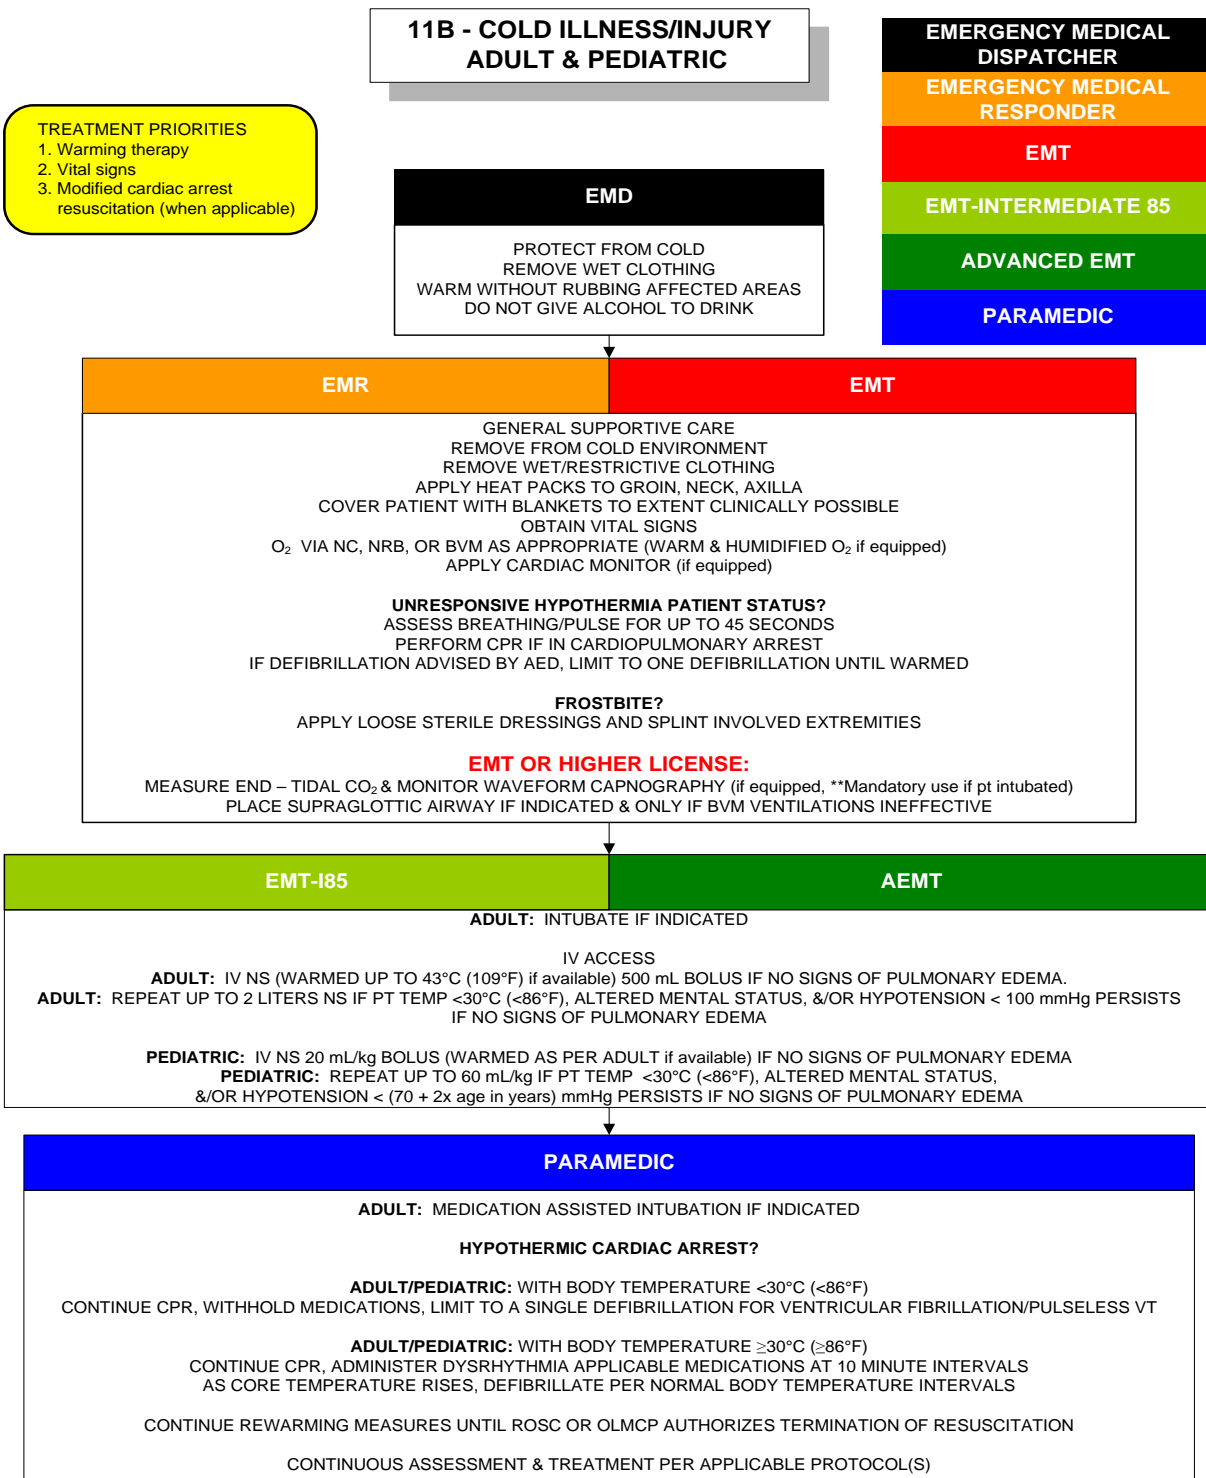 11B - COLD ILLNESS/INJURY
ADULT & PEDIATRIC
EMERGENCY MEDICAL
DISPATCHER
EMERGENCY MEDICAL
RESPONDER
EMT
EMT-INTERMEDIATE 85
ADVANCED EMT
PARAMEDIC
TREATMENT PRIORITIES
1. Warming therapy
2. Vital signs
3. Modified cardiac arrest
resuscitation (when applicable)
EMD
PROTECT FROM COLD
REMOVE WET CLOTHING
WARM WITHOUT RUBBING AFFECTED AREAS
DO NOT GIVE ALCOHOL TO DRINK
EMR
EMT
GENERAL SUPPORTIVE CARE
REMOVE FROM COLD ENVIRONMENT
REMOVE WET/RESTRICTIVE CLOTHING
APPLY HEAT PACKS TO GROIN, NECK, AXILLA
COVER PATIENT WITH BLANKETS TO EXTENT CLINICALLY POSSIBLE
OBTAIN VITAL SIGNS
O₂ VIA NC, NRB, OR BVM AS APPROPRIATE (WARM & HUMIDIFIED O₂ if equipped)
APPLY CARDIAC MONITOR (if equipped)
UNRESPONSIVE HYPOTHERMIA PATIENT STATUS?
ASSESS BREATHING/PULSE FOR UP TO 45 SECONDS
PERFORM CPR IF IN CARDIOPULMONARY ARREST
IF DEFIBRILLATION ADVISED BY AED, LIMIT TO ONE DEFIBRILLATION UNTIL WARMED
FROSTBITE?
APPLY LOOSE STERILE DRESSINGS AND SPLINT INVOLVED EXTREMITIES
EMT OR HIGHER LICENSE:
MEASURE END – TIDAL CO₂ & MONITOR WAVEFORM CAPNOGRAPHY (if equipped, **Mandatory use if pt intubated)
PLACE SUPRAGLOTTIC AIRWAY IF INDICATED & ONLY IF BVM VENTILATIONS INEFFECTIVE
EMT-I85
AEMT
ADULT: INTUBATE IF INDICATED
IV ACCESS
ADULT: IV NS (WARMED UP TO 43°C (109°F) if available) 500 mL BOLUS IF NO SIGNS OF PULMONARY EDEMA.
ADULT: REPEAT UP TO 2 LITERS NS IF PT TEMP <30°C (<86°F), ALTERED MENTAL STATUS, &/OR HYPOTENSION < 100 mmHg PERSISTS
IF NO SIGNS OF PULMONARY EDEMA
PEDIATRIC: IV NS 20 mL/kg BOLUS (WARMED AS PER ADULT if available) IF NO SIGNS OF PULMONARY EDEMA
PEDIATRIC: REPEAT UP TO 60 mL/kg IF PT TEMP <30°C (<86°F), ALTERED MENTAL STATUS,
&/OR HYPOTENSION < (70 + 2x age in years) mmHg PERSISTS IF NO SIGNS OF PULMONARY EDEMA
PARAMEDIC
ADULT: MEDICATION ASSISTED INTUBATION IF INDICATED
HYPOTHERMIC CARDIAC ARREST?
ADULT/PEDIATRIC: WITH BODY TEMPERATURE <30°C (<86°F)
CONTINUE CPR, WITHHOLD MEDICATIONS, LIMIT TO A SINGLE DEFIBRILLATION FOR VENTRICULAR FIBRILLATION/PULSELESS VT
ADULT/PEDIATRIC: WITH BODY TEMPERATURE ≥30°C (≥86°F)
CONTINUE CPR, ADMINISTER DYSRHYTHMIA APPLICABLE MEDICATIONS AT 10 MINUTE INTERVALS
AS CORE TEMPERATURE RISES, DEFIBRILLATE PER NORMAL BODY TEMPERATURE INTERVALS
CONTINUE REWARMING MEASURES UNTIL ROSC OR OLMCP AUTHORIZES TERMINATION OF RESUSCITATION
CONTINUOUS ASSESSMENT & TREATMENT PER APPLICABLE PROTOCOL(S)